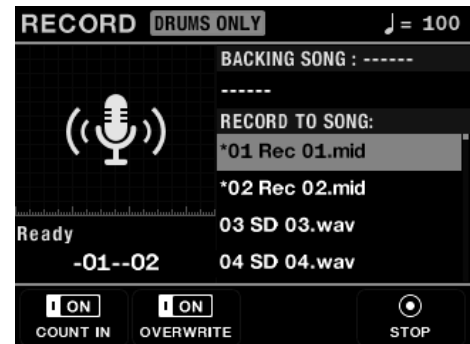 RECORD DRUMS ONLY ♩= 100
BACKING SONG : ------
------
RECORD TO SONG:
*01 Rec 01.mid
*02 Rec 02.mid
03 SD 03.wav
04 SD 04.wav
Ready
-01--02
ON COUNT IN
ON OVERWRITE
STOP